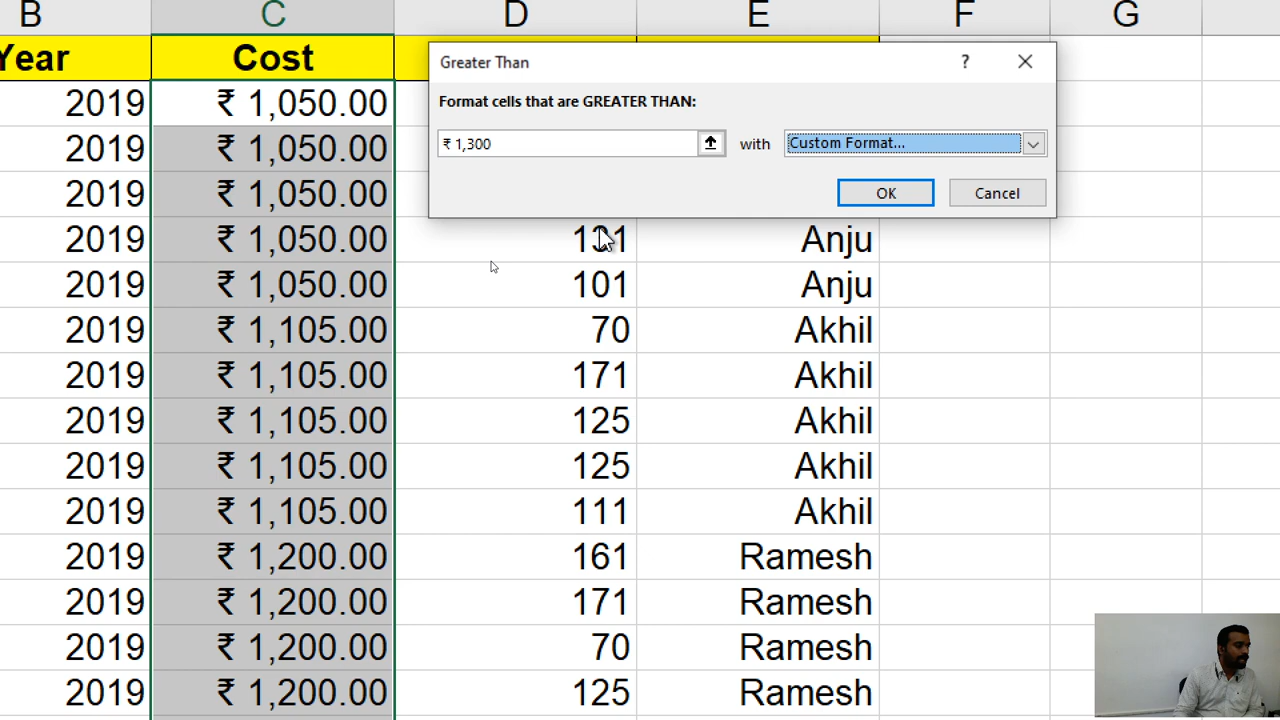 B C D E F G
Year Cost
Greater Than ?
Format cells that are GREATER THAN:
₹ 1,300 with Custom Format...
OK Cancel
2019 ₹ 1,050.00
2019 ₹ 1,050.00
2019 ₹ 1,050.00
2019 ₹ 1,050.00 131 Anju
2019 ₹ 1,050.00 101 Anju
2019 ₹ 1,105.00 70 Akhil
2019 ₹ 1,105.00 171 Akhil
2019 ₹ 1,105.00 125 Akhil
2019 ₹ 1,105.00 125 Akhil
2019 ₹ 1,105.00 111 Akhil
2019 ₹ 1,200.00 161 Ramesh
2019 ₹ 1,200.00 171 Ramesh
2019 ₹ 1,200.00 70 Ramesh
2019 ₹ 1,200.00 125 Ramesh